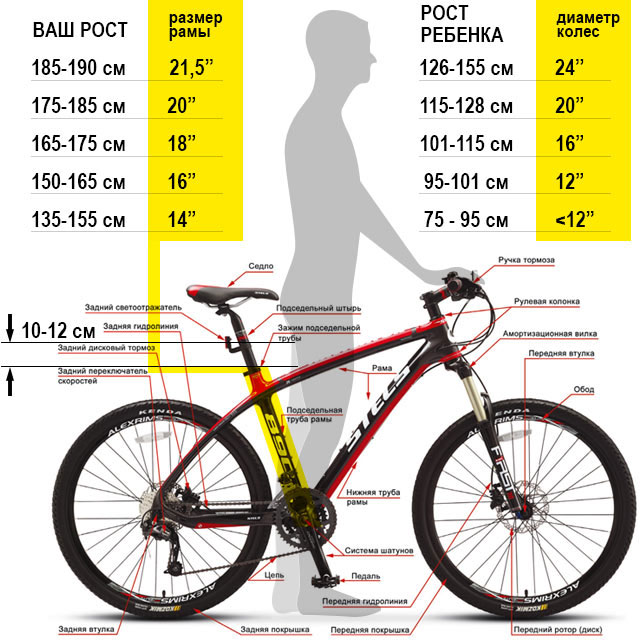 ВАШ РОСТ
размер
рамы
185-190 см 21,5”
175-185 см 20”
165-175 см 18”
150-165 см 16”
135-155 см 14”
РОСТ
РЕБЕНКА
диаметр
колес
126-155 см 24”
115-128 см 20”
101-115 см 16”
95-101 см 12”
75 - 95 см <12”
Седло
Ручка тормоза
Задний светоотражатель
Подседельный штырь
Рулевая колонка
10-12 см
Задняя гидролиния
Зажим подседельной
трубы
Амортизационная вилка
Задний дисковый тормоз
Передняя втулка
Задний переключатель
скоростей
Рама
Обод
STELS
KENDA
ALEXRIMS
Подседельная
труба рамы
KENDA
ALEXRIMS
Нижняя труба
рамы
Система шатунов
Цепь
Педаль
Передняя гидролиния
ALEXRIMS
KOZMIK
ALEXRIMS
KOZMIK
Задняя втулка
Задняя покрышка
Передняя покрышка
Передний ротор (диск)